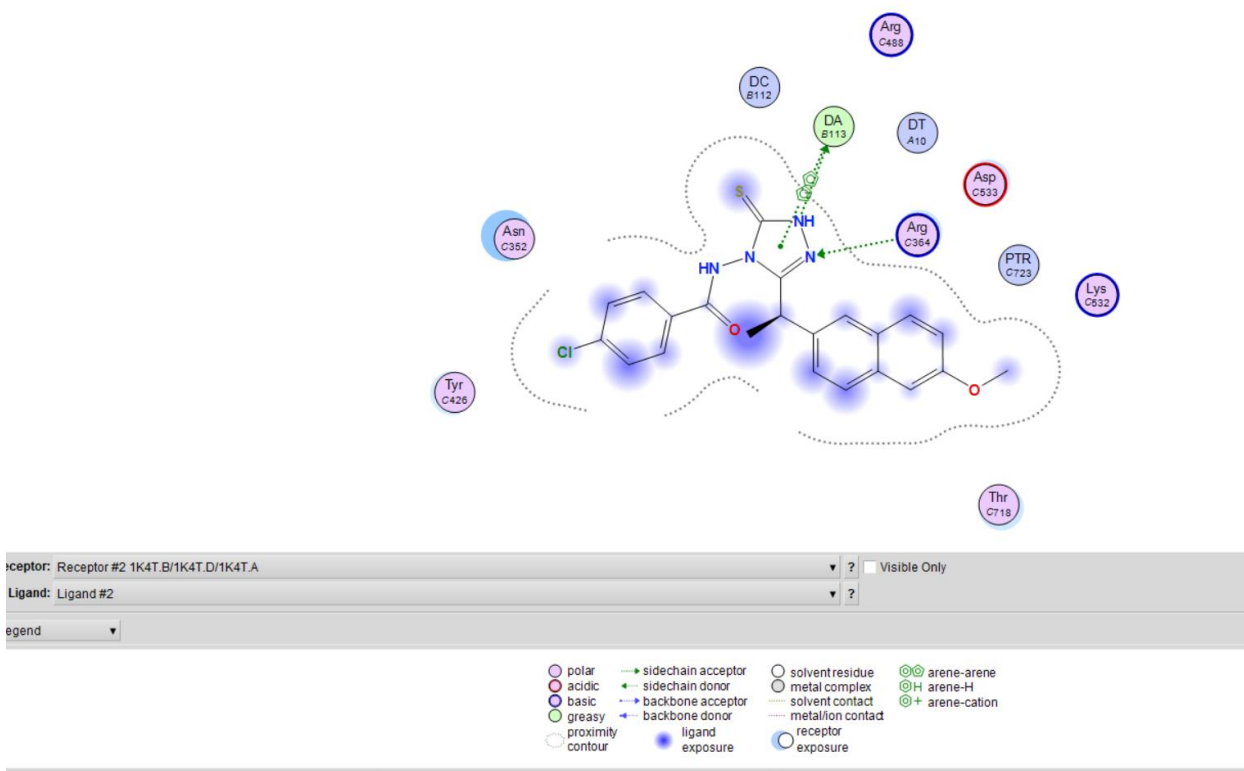 Arg
C488
DC
B112
DA
B113
DT
A10
Asp
C533
S
NH
Arg
C364
Asn
C352
HN
N
N
PTR
C723
Lys
C532
O
Cl
O
Tyr
C426
Thr
C718
eceptor: Receptor #2 1K4T.B/1K4T.D/1K4T.A ▼ ? Visible Only
Ligand: Ligand #2 ▼ ?
egend ▼
polar sidechain acceptor solvent residue arene-arene
acidic sidechain donor metal complex H arene-H
basic backbone acceptor solvent contact + arene-cation
greasy backbone donor metal/ion contact
proximity ligand receptor
contour exposure exposure